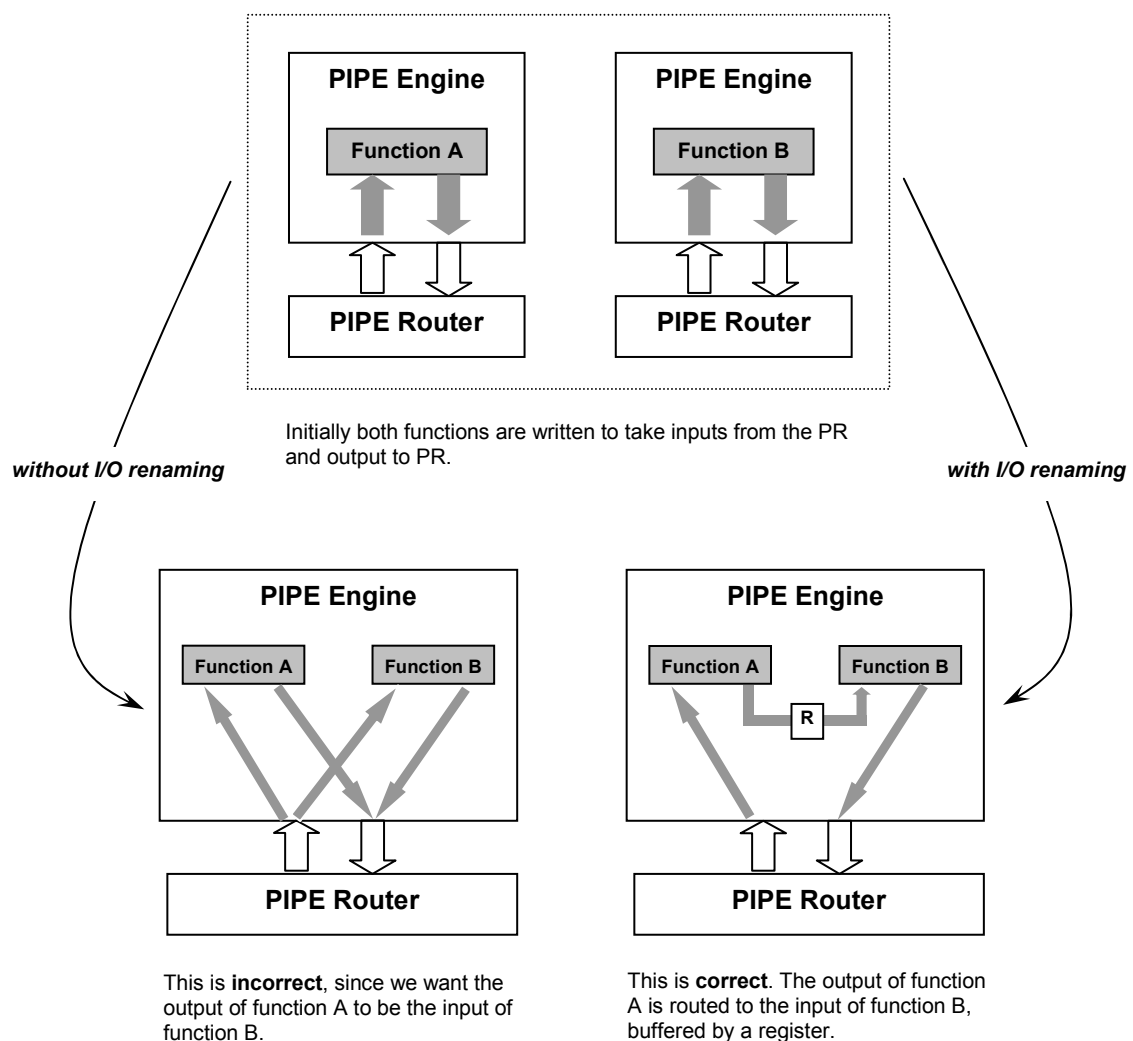 PIPE Engine
PIPE Engine
Function A
Function B
PIPE Router
PIPE Router
Initially both functions are written to take inputs from the PR
and output to PR.
without I/O renaming
with I/O renaming
PIPE Engine
PIPE Engine
Function A
Function B
Function A
Function B
R
PIPE Router
PIPE Router
This is incorrect, since we want the
output of function A to be the input of
function B.
This is correct. The output of function
A is routed to the input of function B,
buffered by a register.